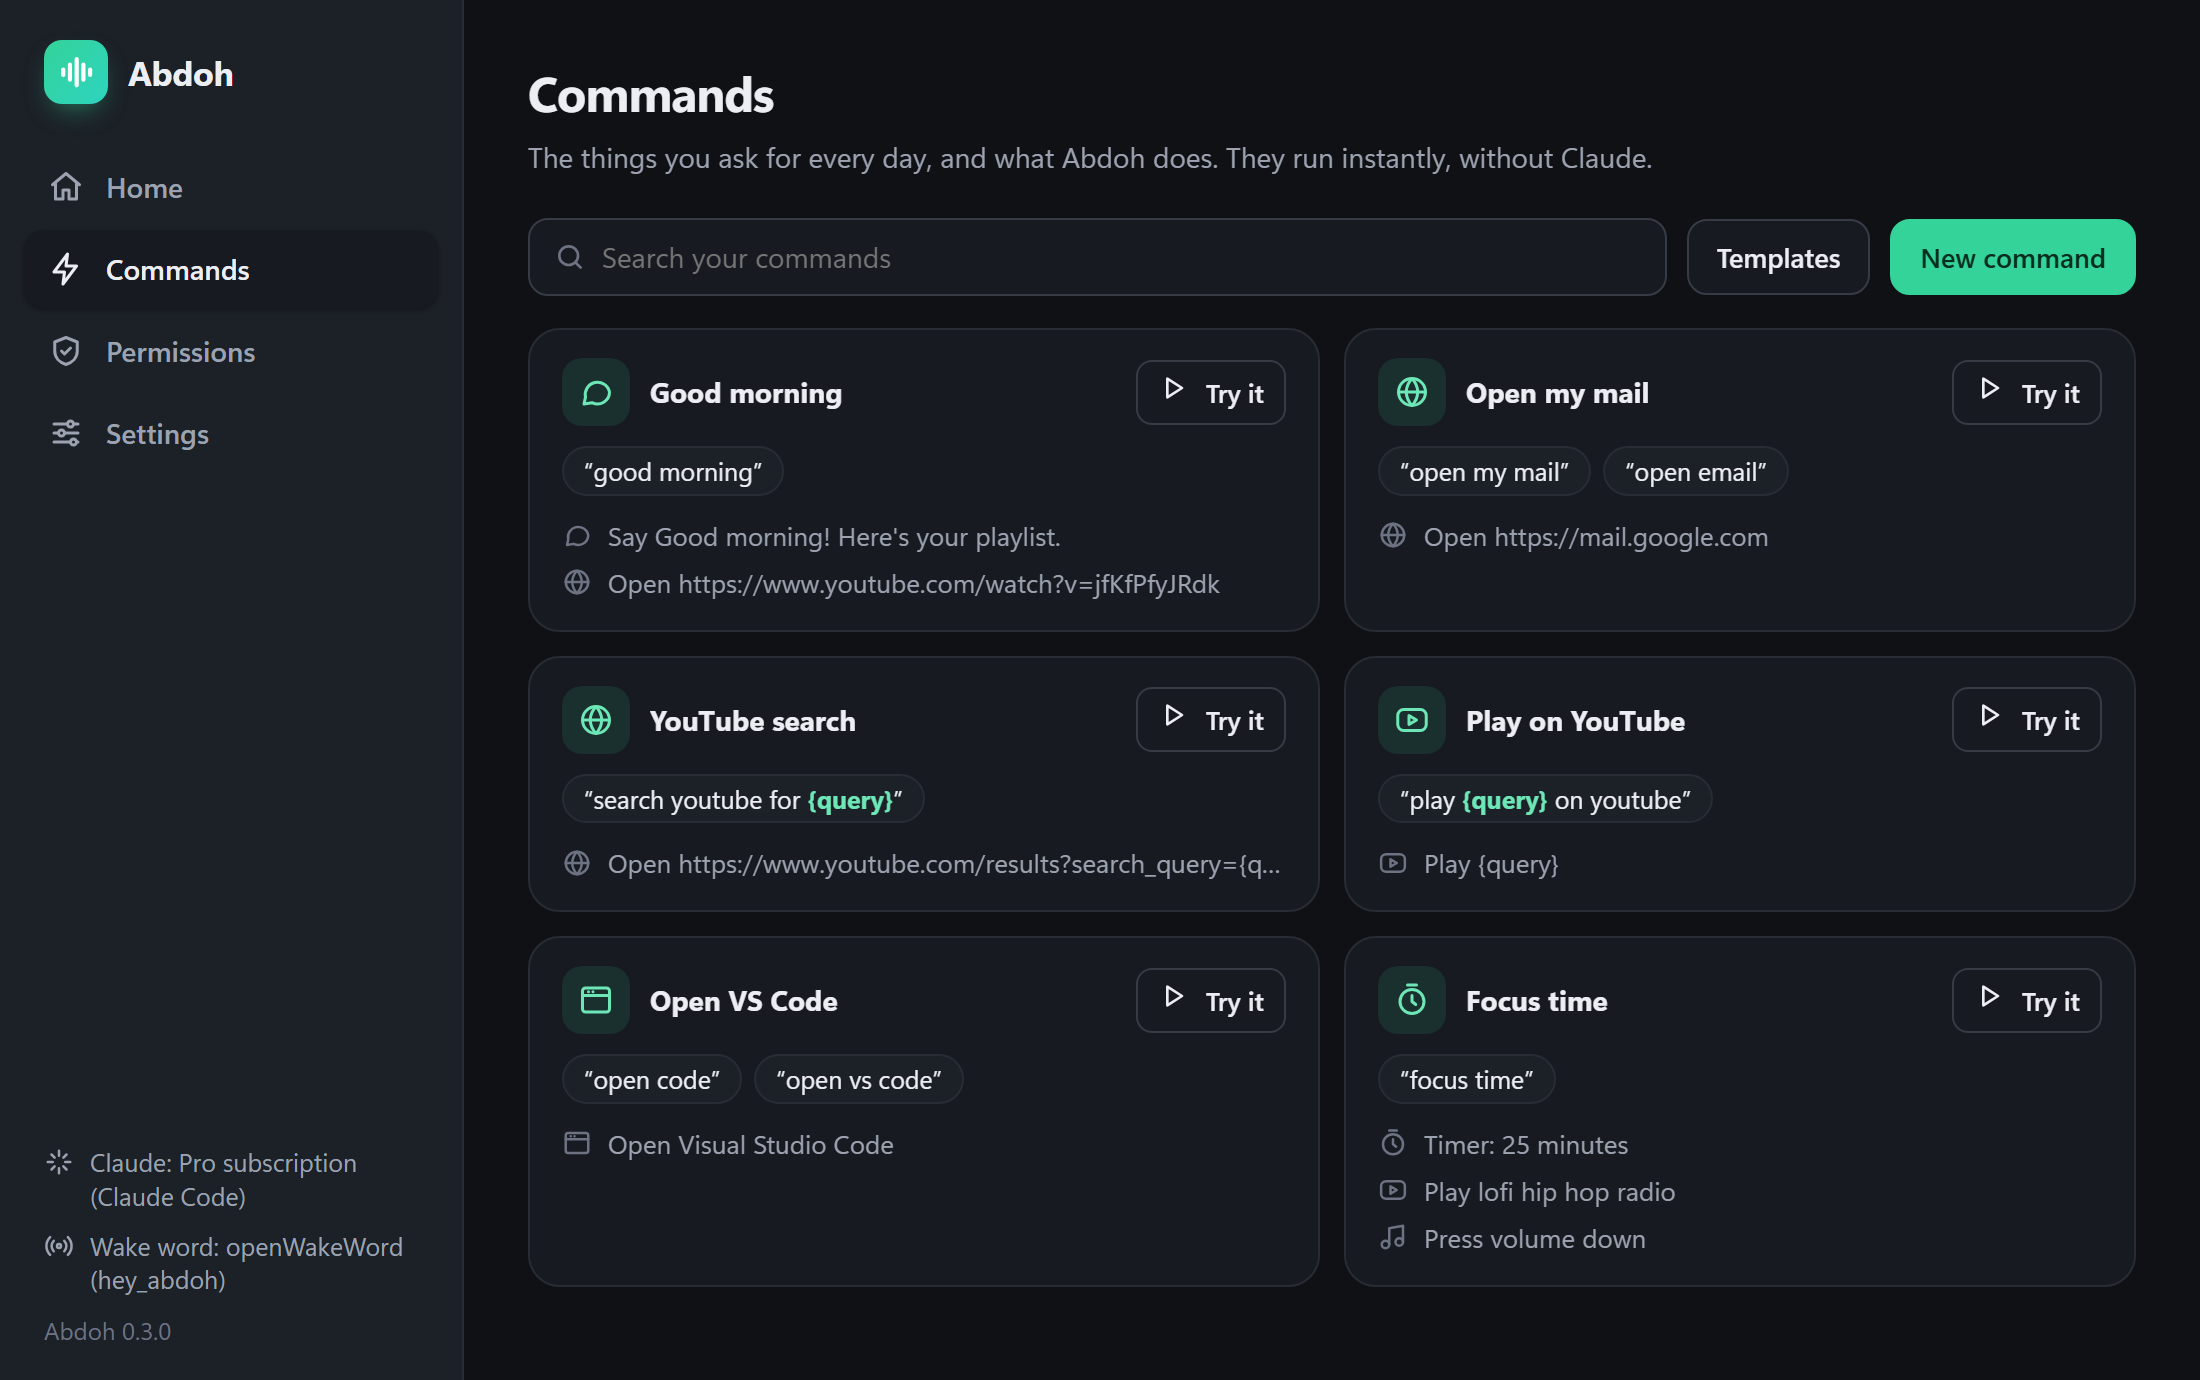 Abdoh
Home
Commands
Permissions
Settings
Claude: Pro subscription
(Claude Code)
Wake word: openWakeWord
(hey_abdoh)
Abdoh 0.3.0
Commands
The things you ask for every day, and what Abdoh does. They run instantly, without Claude.
Search your commands
Templates
New command
Good morning
Try it
“good morning”
Say Good morning! Here's your playlist.
Open https://www.youtube.com/watch?v=jfKfPfyJRdk
Open my mail
Try it
“open my mail” “open email”
Open https://mail.google.com
YouTube search
Try it
“search youtube for {query}”
Open https://www.youtube.com/results?search_query={q...
Play on YouTube
Try it
“play {query} on youtube”
Play {query}
Open VS Code
Try it
“open code” “open vs code”
Open Visual Studio Code
Focus time
Try it
“focus time”
Timer: 25 minutes
Play lofi hip hop radio
Press volume down